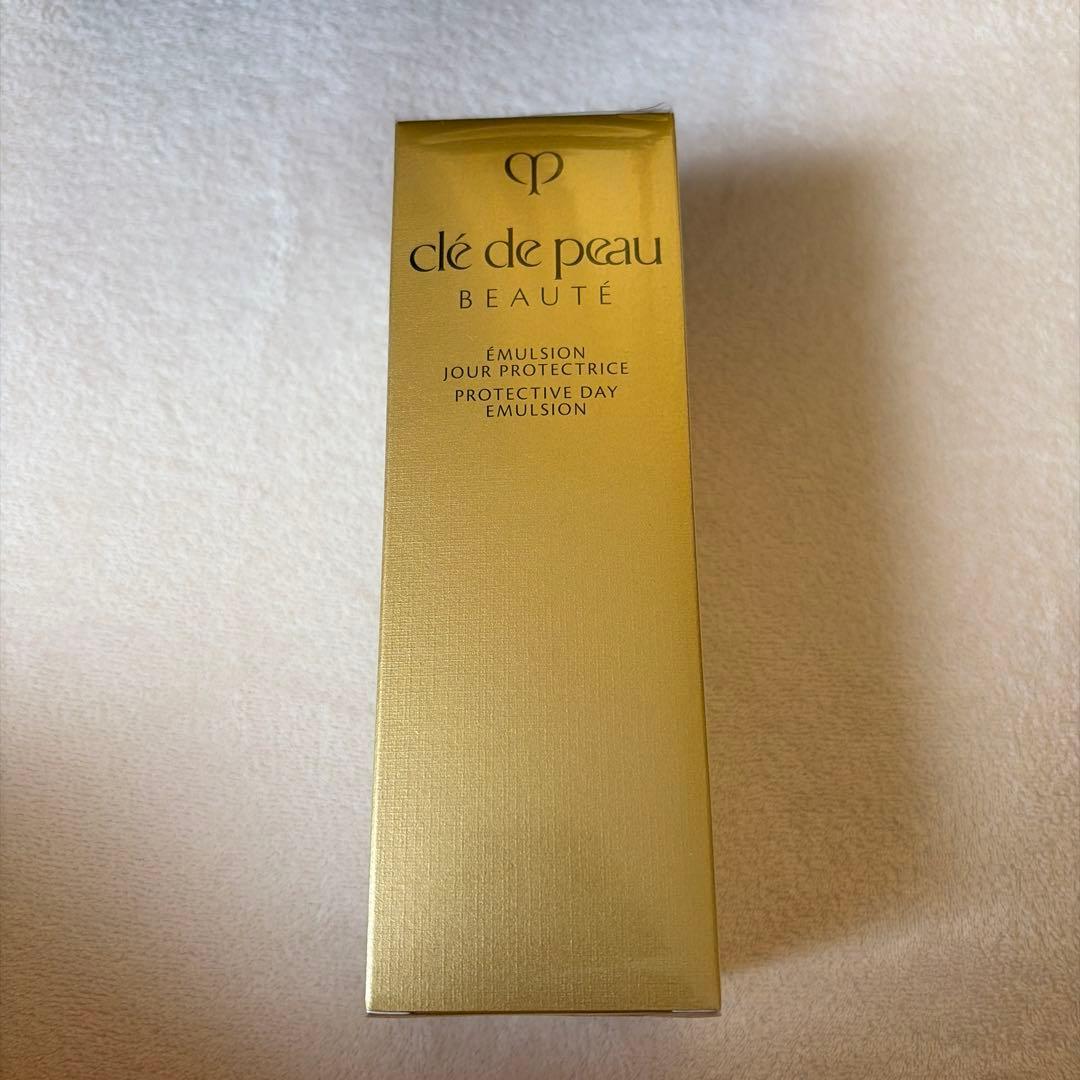 clé de peau
BEAUTÉ
ÉMULSION
JOUR PROTECTRICE
PROTECTIVE DAY
EMULSION